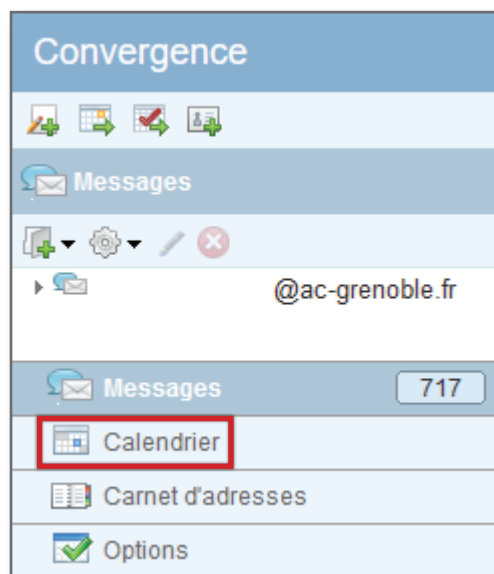 Convergence
Messages
@ac-grenoble.fr
Messages 717
Calendrier
Carnet d'adresses
Options